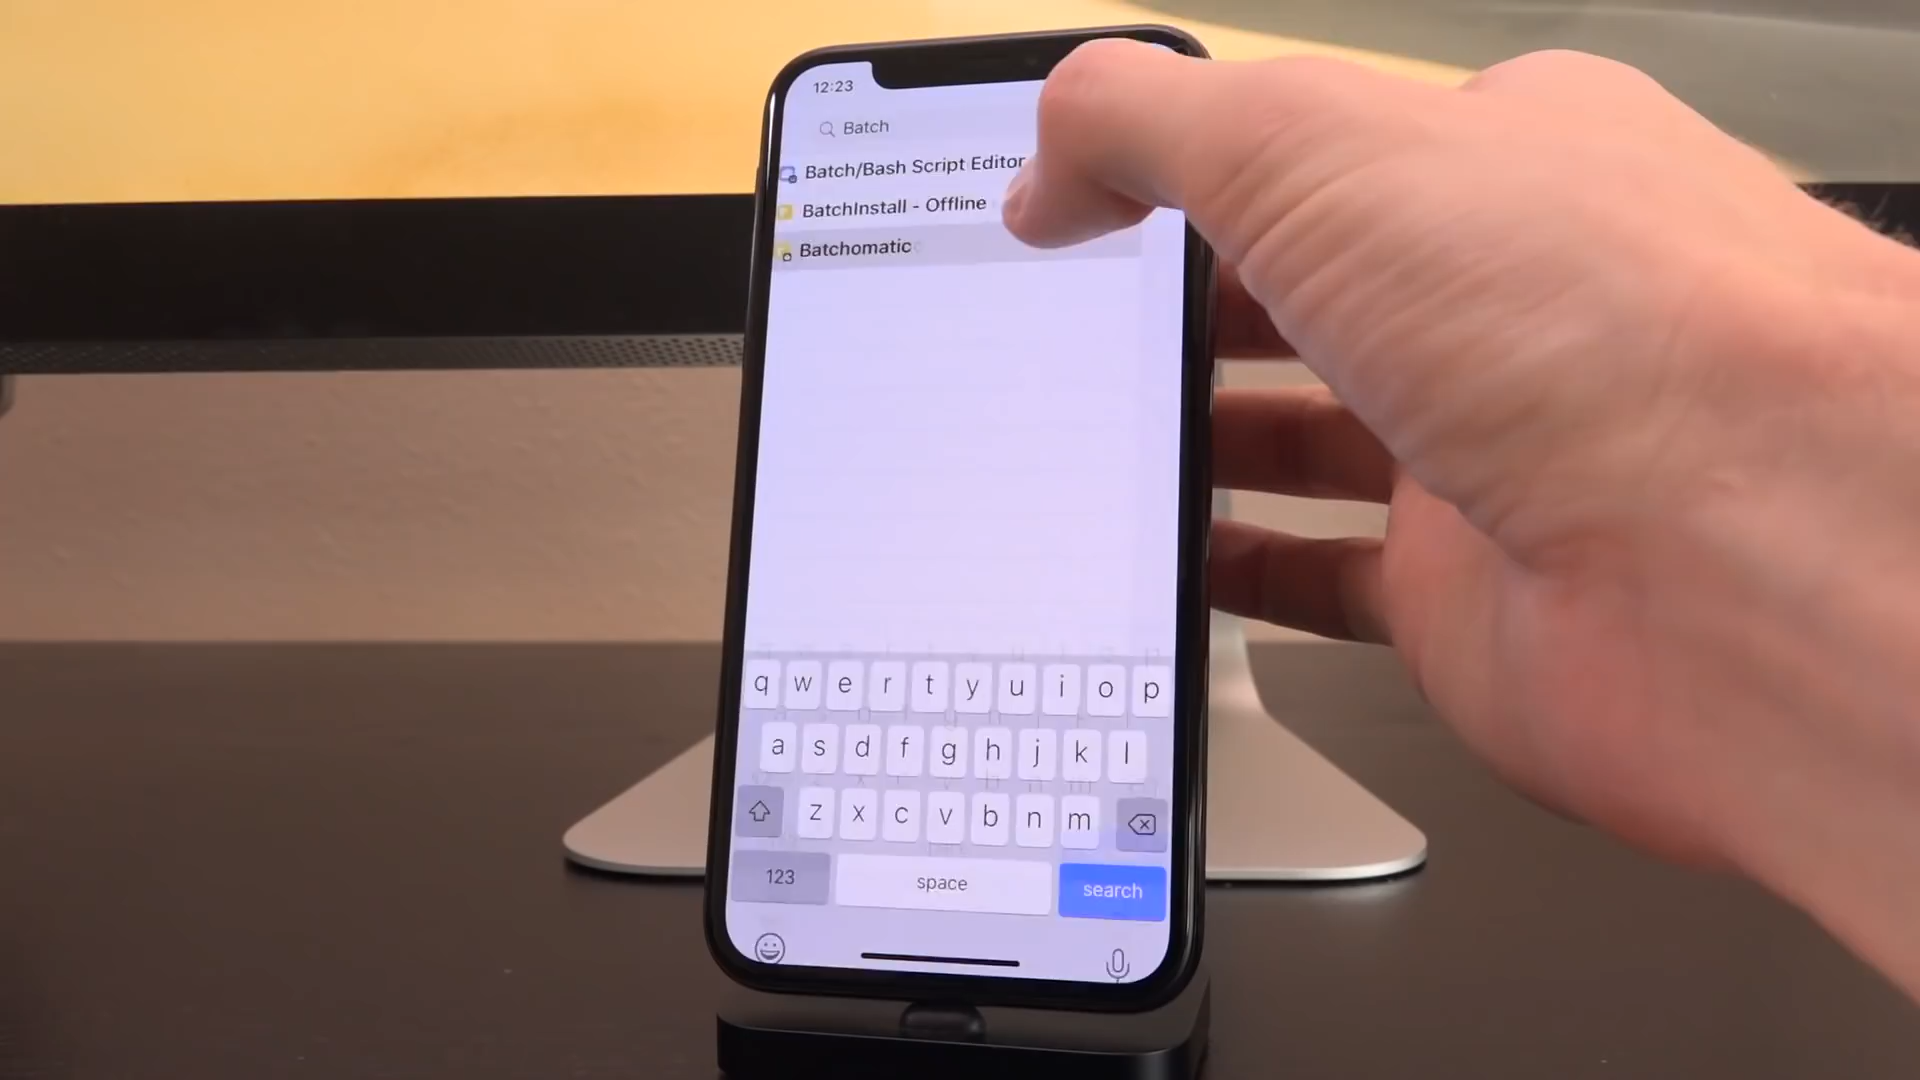 12:23
Batch
Batch/Bash Script Editor
BatchInstall - Offline
Batchomatic
q w e r t y u i o p
a s d f g h j k l
z x c v b n m
123 space search